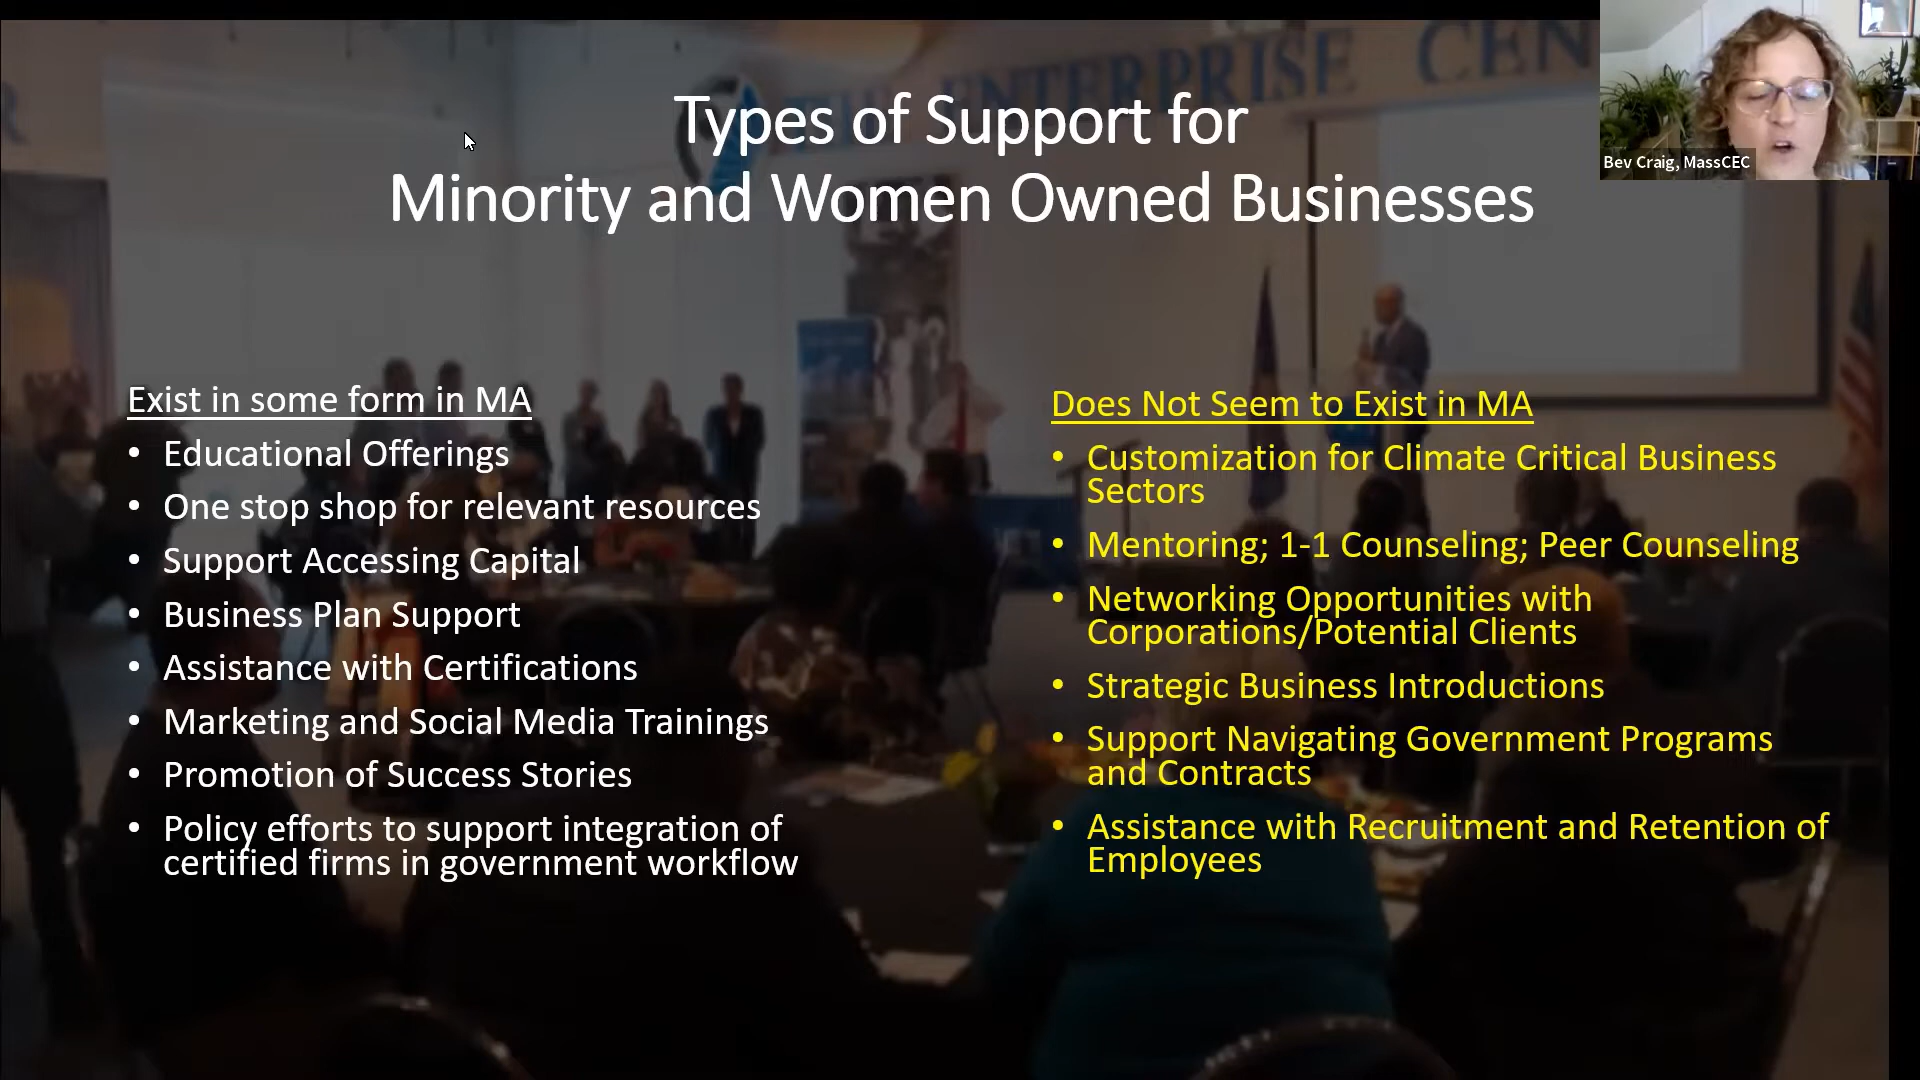 THE ENTERPRISE CEN
R
Types of Support for
Minority and Women Owned Businesses
Bev Craig, MassCEC
Exist in some form in MA
• Educational Offerings
• One stop shop for relevant resources
• Support Accessing Capital
• Business Plan Support
• Assistance with Certifications
• Marketing and Social Media Trainings
• Promotion of Success Stories
• Policy efforts to support integration of
certified firms in government workflow
Does Not Seem to Exist in MA
• Customization for Climate Critical Business
Sectors
• Mentoring; 1-1 Counseling; Peer Counseling
• Networking Opportunities with
Corporations/Potential Clients
• Strategic Business Introductions
• Support Navigating Government Programs
and Contracts
• Assistance with Recruitment and Retention of
Employees